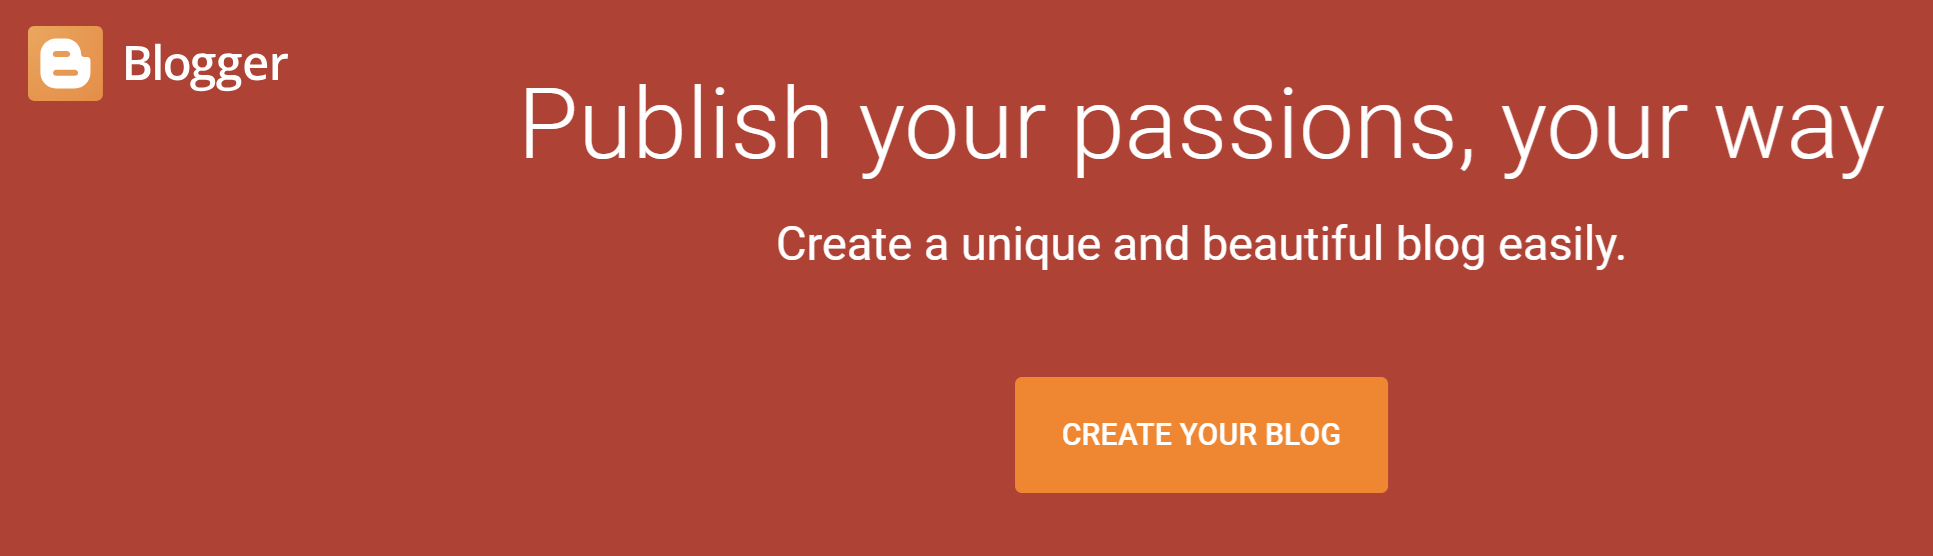 Blogger
Publish your passions, your way
Create a unique and beautiful blog easily.
CREATE YOUR BLOG